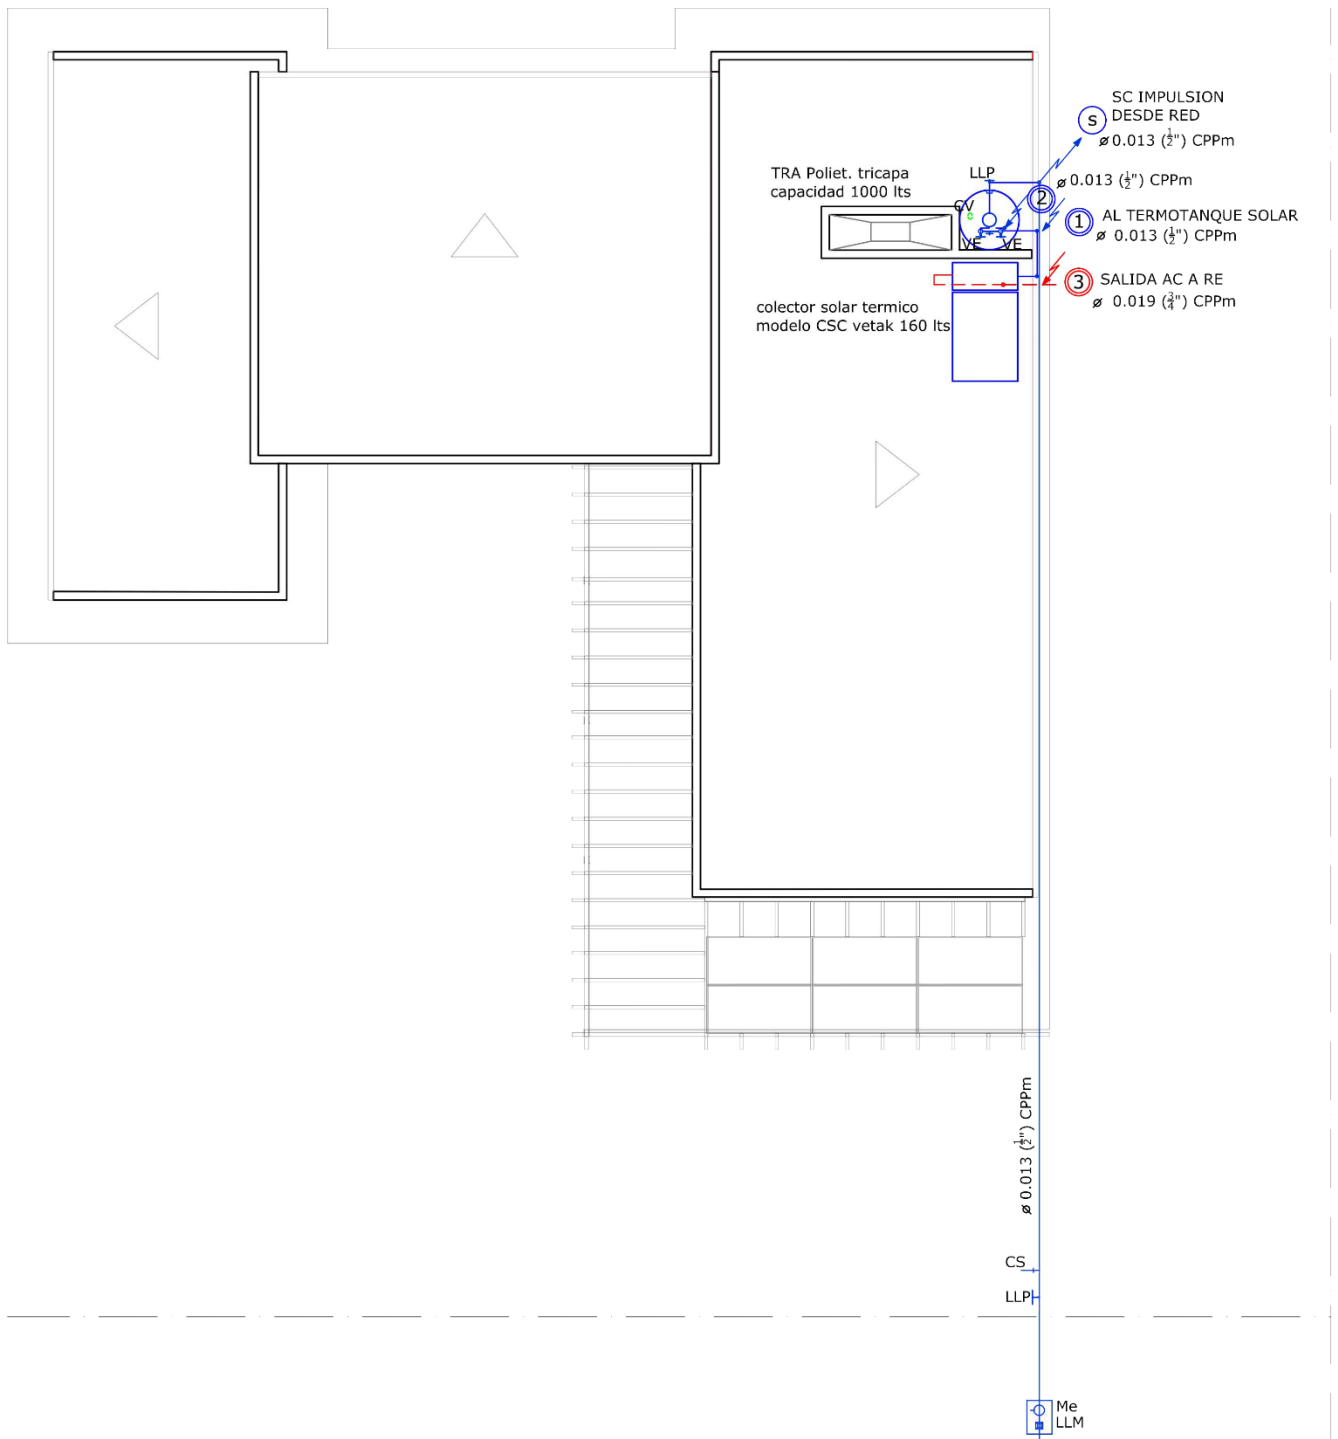 SC IMPULSION
DESDE RED
s
ø 0.013 (½") CPPm
TRA Poliet. tricapa
capacidad 1000 lts
LLP
ø 0.013 (½") CPPm
2
CV
1
AL TERMOTANQUE SOLAR
ø 0.013 (½") CPPm
VE
VE
3
SALIDA AC A RE
ø 0.019 (¾") CPPm
colector solar termico
modelo CSC vetak 160 lts
ø 0.013 (½") CPPm
CS
LLP
Me
LLM